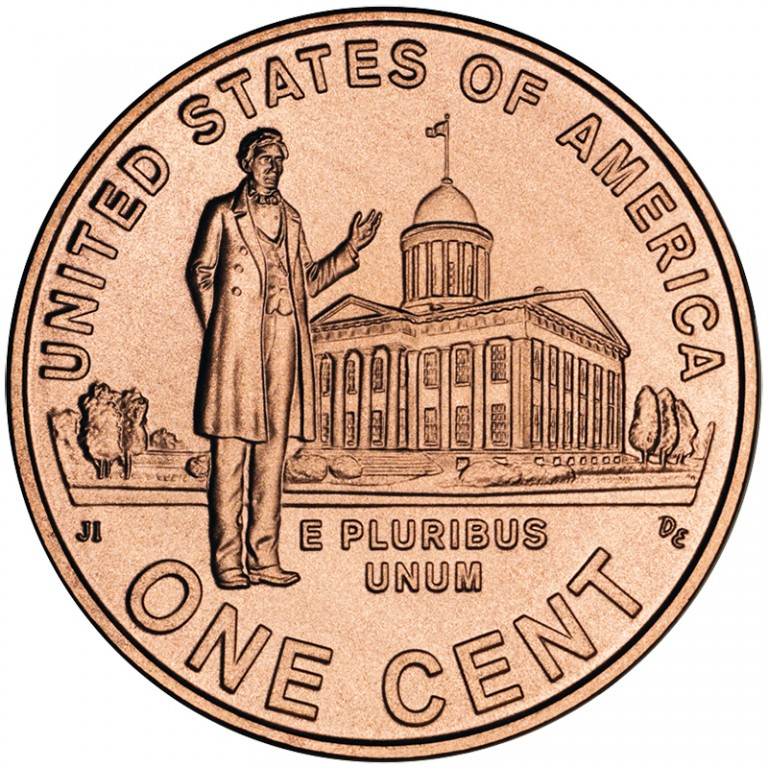 UNITED STATES OF AMERICA
JI
E PLURIBUS
UNUM
DE
ONE CENT